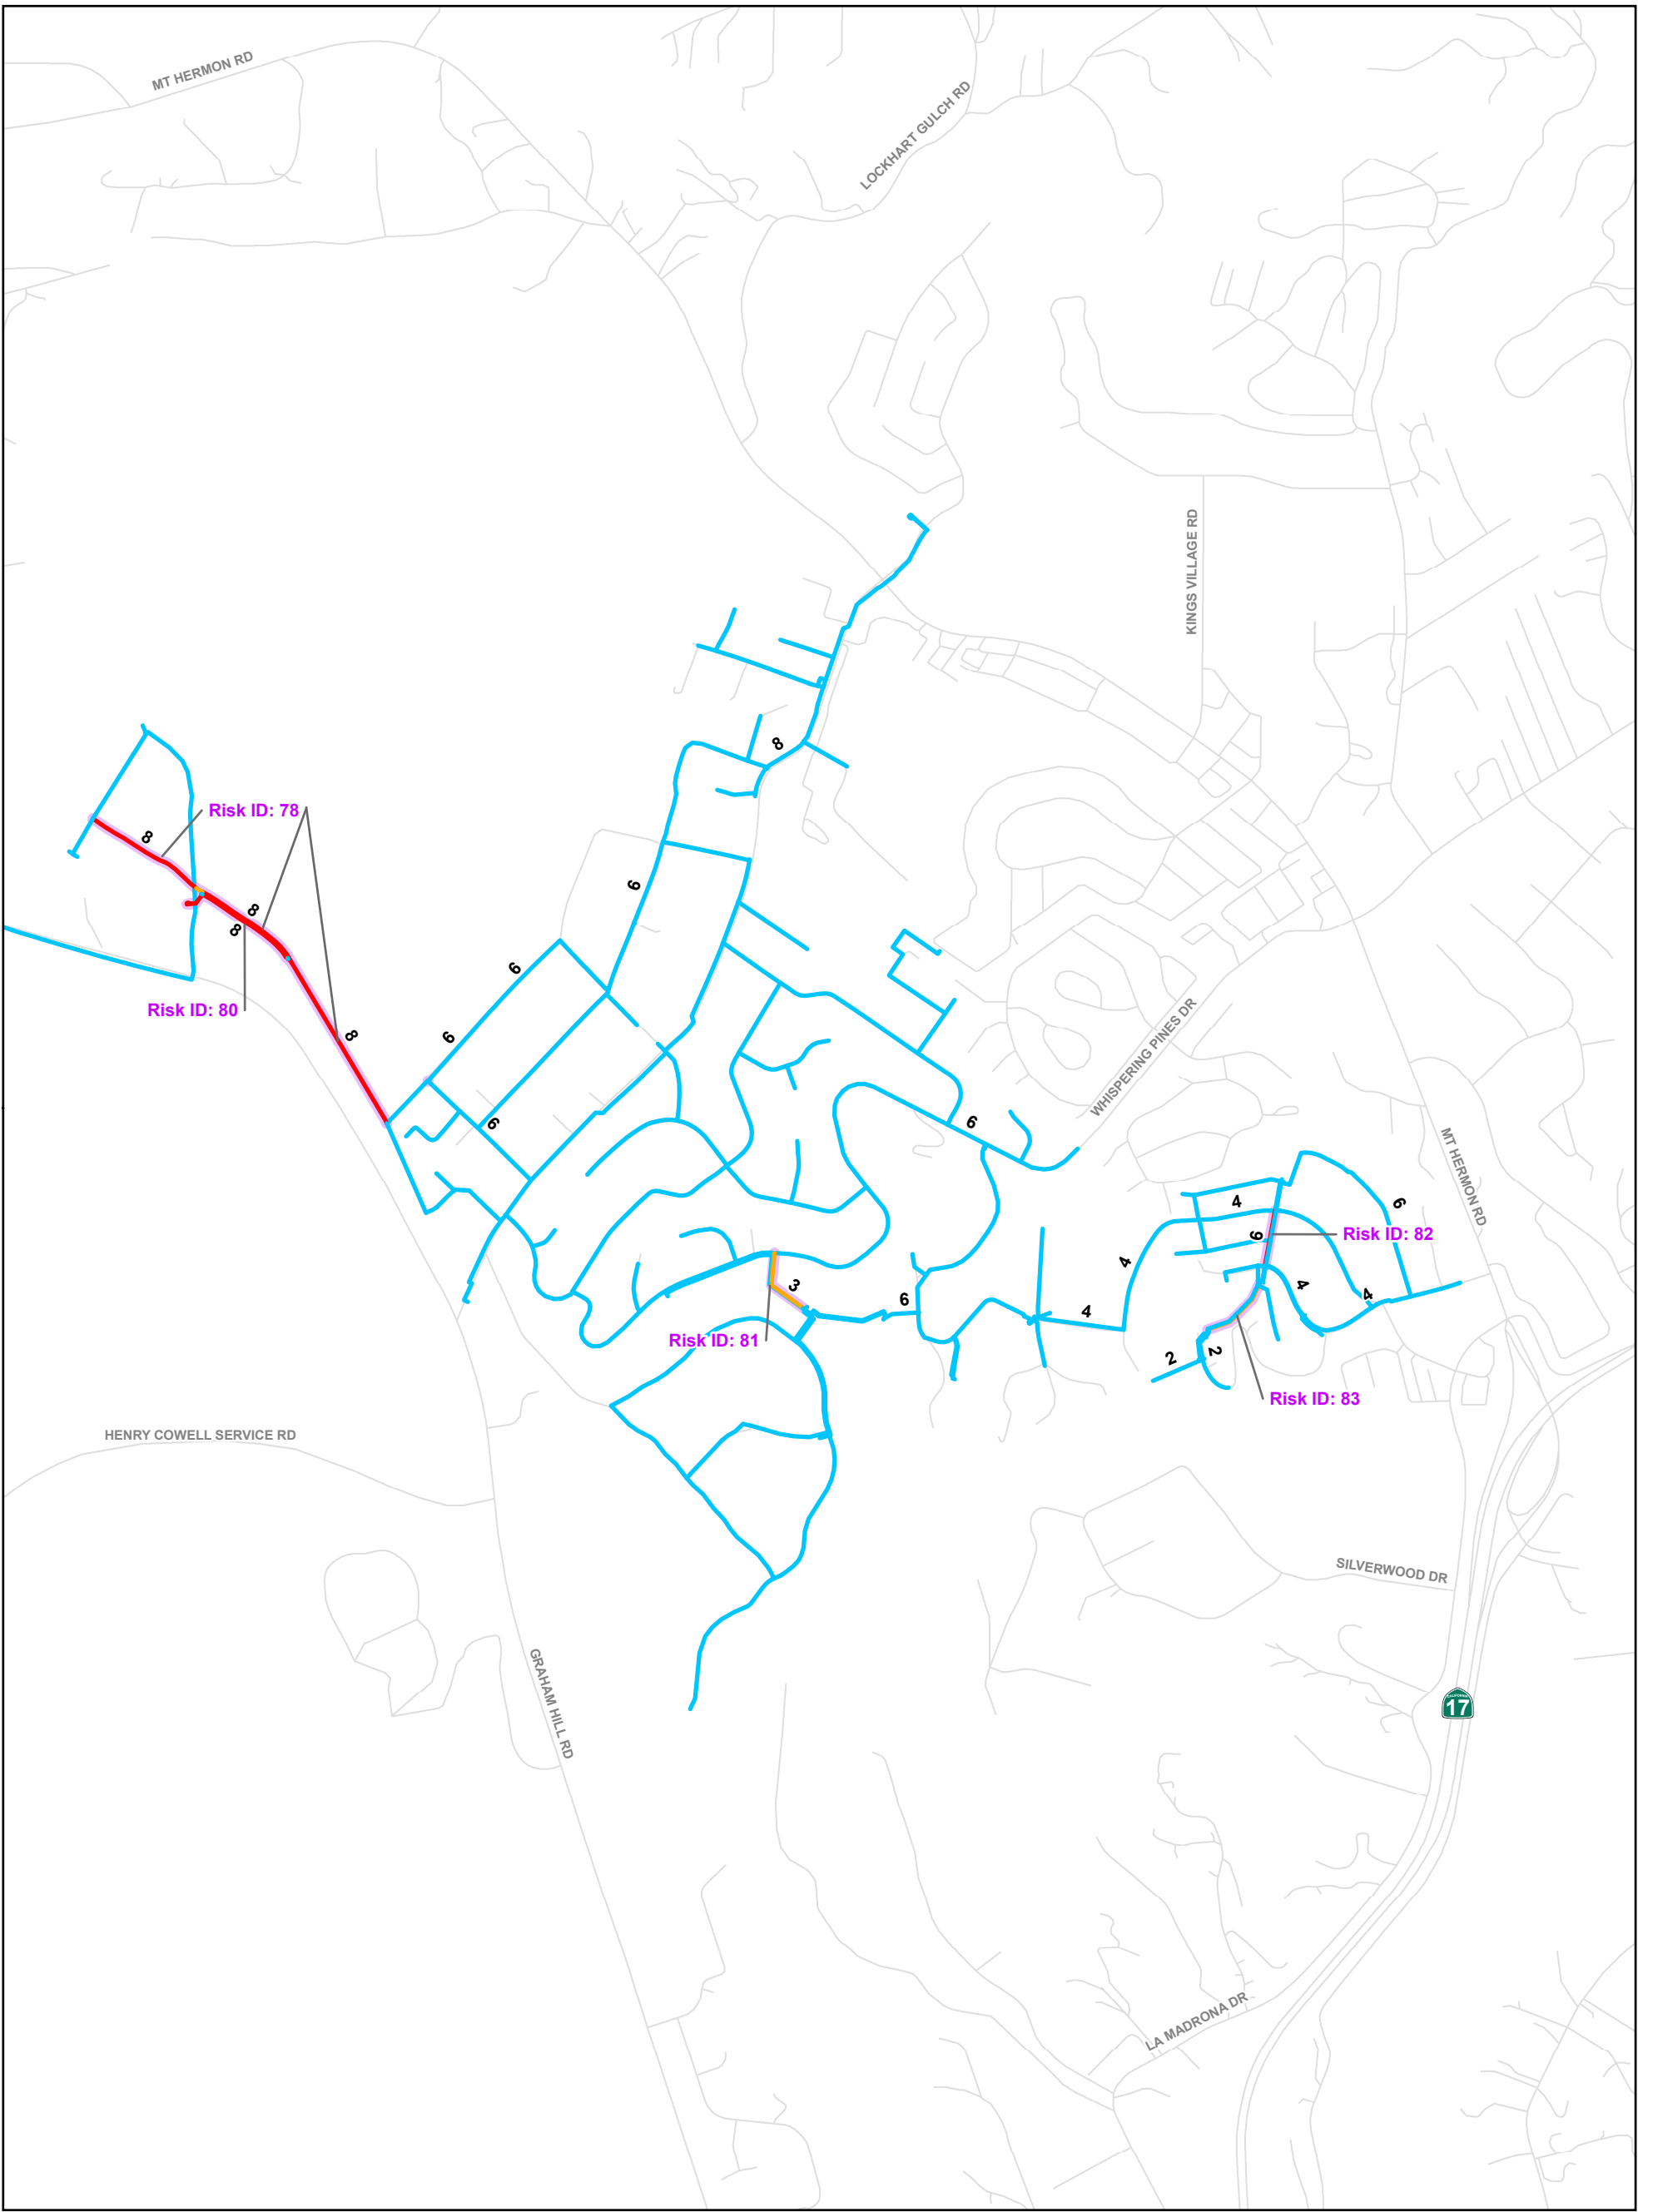 MT HERMON RD
LOCKHART GULCH RD
KINGS VILLAGE RD
8
Risk ID: 78
8
6
8
8
6
Risk ID: 80
8
6
WHISPERING PINES DR
6
6
MT HERMON RD
4
6
6
Risk ID: 82
4
3
4
4
6
4
Risk ID: 81
2
2
Risk ID: 83
HENRY COWELL SERVICE RD
SILVERWOOD DR
GRAHAM HILL RD
17
LA MADRONA DR